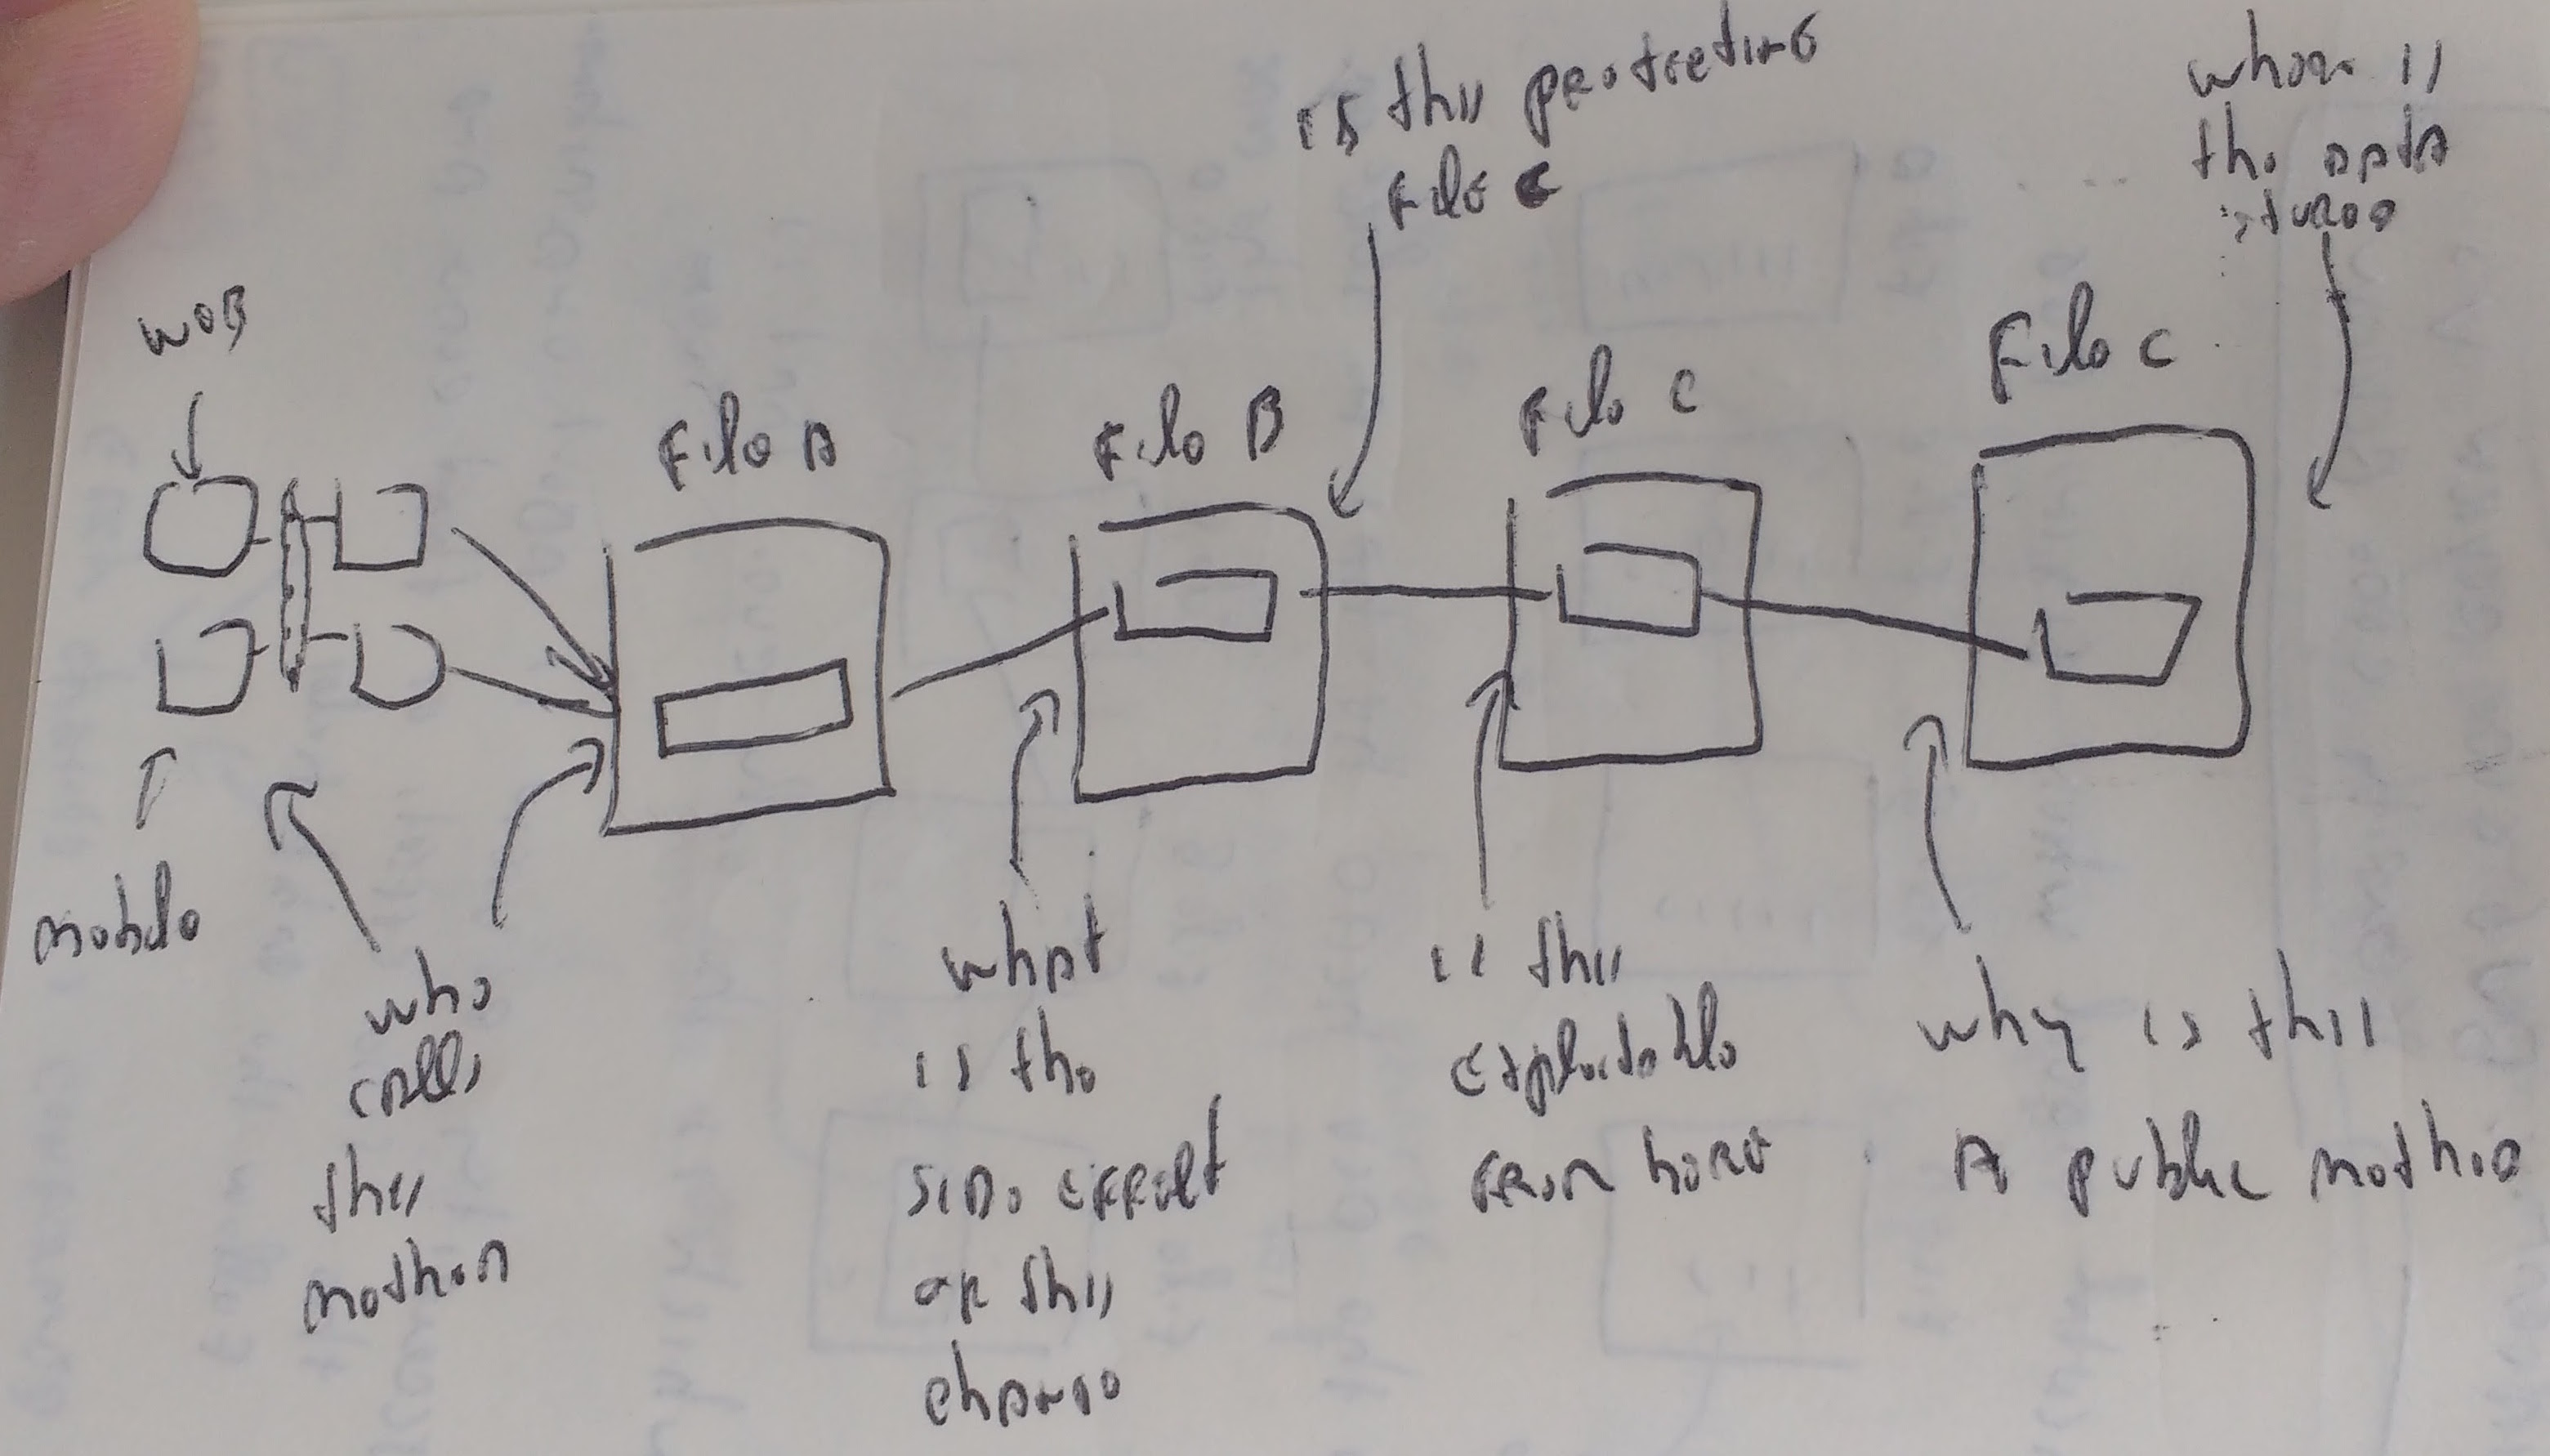 is this protecting
File C
where is
the data
stored
Web
File A
File B
File C
File C
mobile
who
calls
this
method
what
is the
side effect
of this
change
is this
exploitable
from here
why is this
a public method